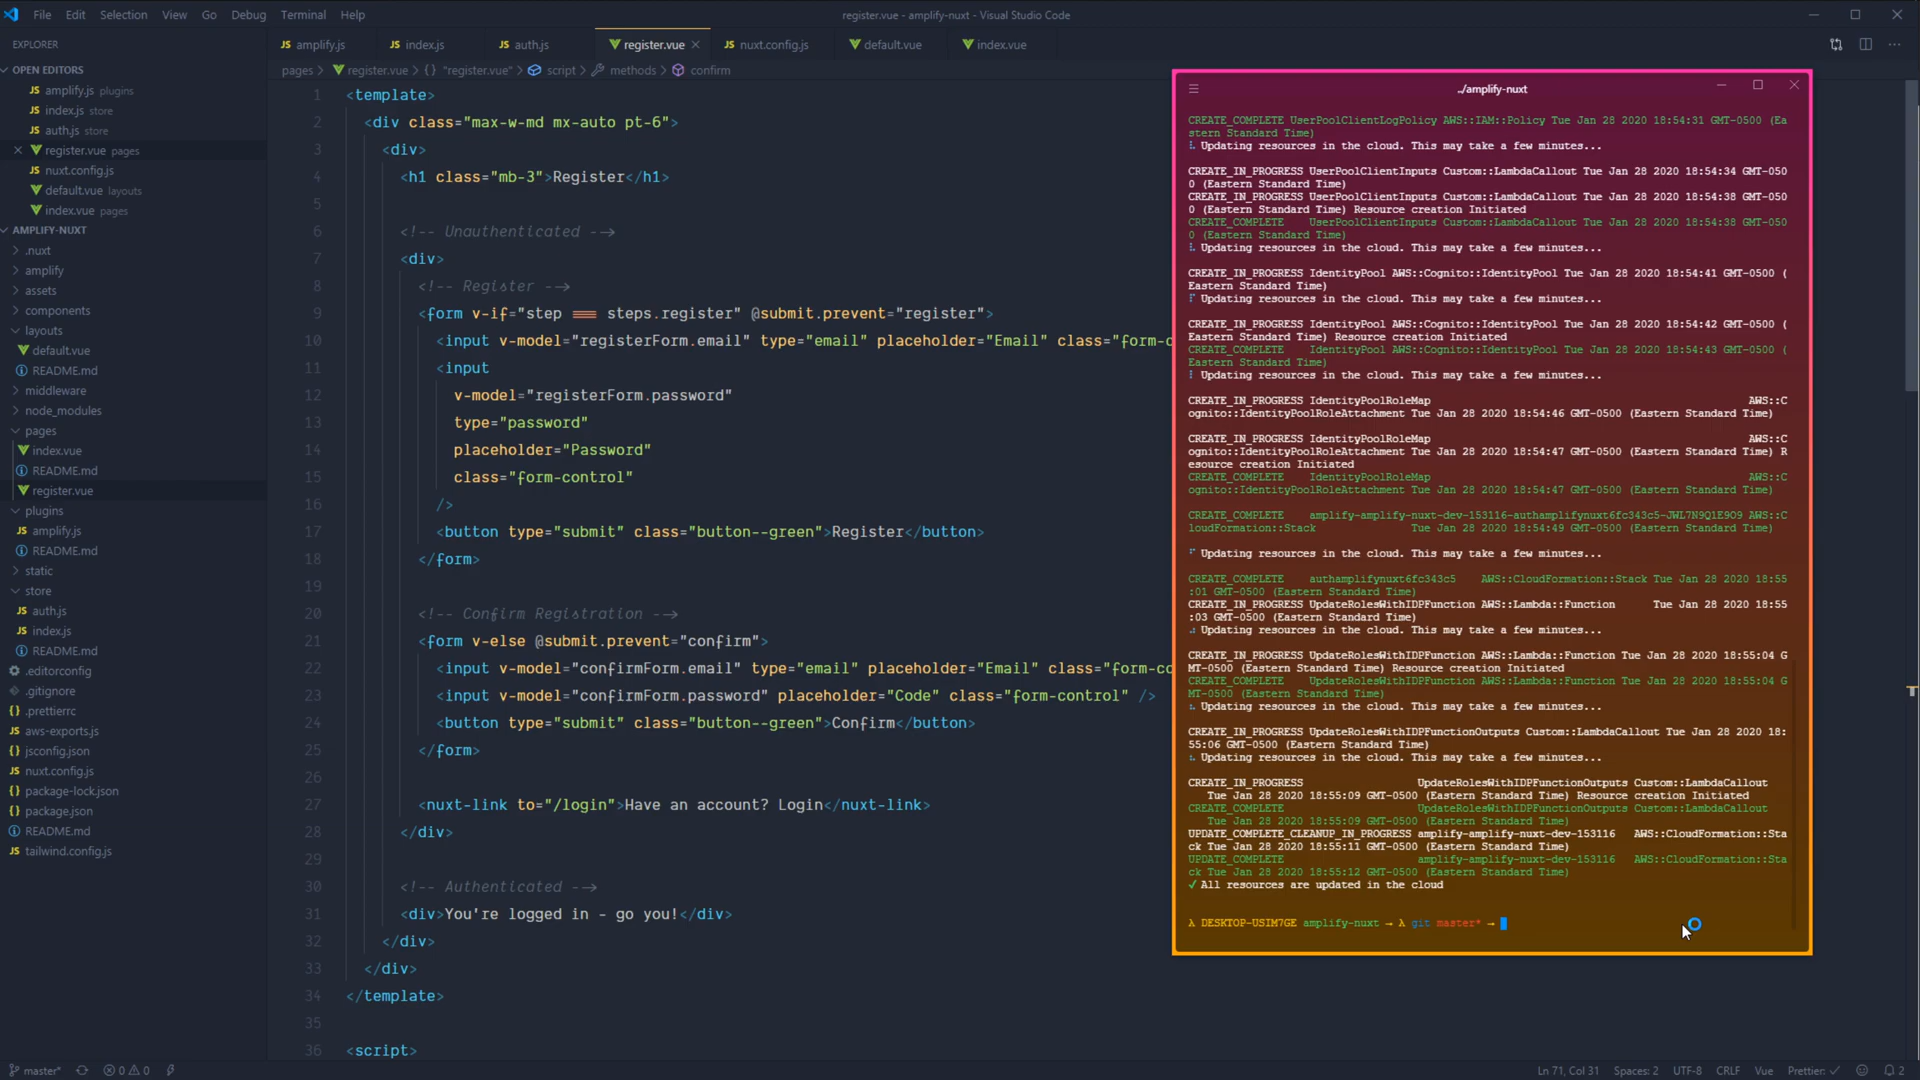 File Edit Selection View Go Debug Terminal Help
register.vue - amplify-nuxt - Visual Studio Code
EXPLORER
OPEN EDITORS
amplify.js plugins
index.js store
auth.js store
register.vue pages
nuxt.config.js
default.vue layouts
index.vue pages
AMPLIFY-NUXT
.nuxt
amplify
assets
components
layouts
default.vue
README.md
middleware
node_modules
pages
index.vue
README.md
register.vue
plugins
amplify.js
README.md
static
store
auth.js
index.js
README.md
.editorconfig
.gitignore
.prettierrc
aws-exports.js
jsconfig.json
nuxt.config.js
package-lock.json
package.json
README.md
tailwind.config.js
amplify.js index.js auth.js register.vue nuxt.config.js default.vue index.vue
pages > register.vue > {} "register.vue" > script > methods > confirm
1 <template>
2 <div class="max-w-md mx-auto pt-6">
3 <div>
4 <h1 class="mb-3">Register</h1>
5
6 <!-- Unauthenticated -->
7 <div>
8 <!-- Register -->
9 <form v-if="step === steps.register" @submit.prevent="register">
10 <input v-model="registerForm.email" type="email" placeholder="Email" class="form-c
11 <input
12 v-model="registerForm.password"
13 type="password"
14 placeholder="Password"
15 class="form-control"
16 />
17 <button type="submit" class="button--green">Register</button>
18 </form>
19
20 <!-- Confirm Registration -->
21 <form v-else @submit.prevent="confirm">
22 <input v-model="confirmForm.email" type="email" placeholder="Email" class="form-co
23 <input v-model="confirmForm.password" placeholder="Code" class="form-control" />
24 <button type="submit" class="button--green">Confirm</button>
25 </form>
26
27 <nuxt-link to="/login">Have an account? Login</nuxt-link>
28 </div>
29
30 <!-- Authenticated -->
31 <div>You're logged in - go you!</div>
32 </div>
33 </div>
34 </template>
35
36 <script>
../amplify-nuxt
CREATE_COMPLETE UserPoolClientLogPolicy AWS::IAM::Policy Tue Jan 28 2020 18:54:31 GMT-0500 (Ea
stern Standard Time)
Updating resources in the cloud. This may take a few minutes...
CREATE_IN_PROGRESS UserPoolClientInputs Custom::LambdaCallout Tue Jan 28 2020 18:54:34 GMT-050
0 (Eastern Standard Time)
CREATE_IN_PROGRESS UserPoolClientInputs Custom::LambdaCallout Tue Jan 28 2020 18:54:38 GMT-050
0 (Eastern Standard Time) Resource creation Initiated
CREATE_COMPLETE UserPoolClientInputs Custom::LambdaCallout Tue Jan 28 2020 18:54:38 GMT-050
0 (Eastern Standard Time)
Updating resources in the cloud. This may take a few minutes...
CREATE_IN_PROGRESS IdentityPool AWS::Cognito::IdentityPool Tue Jan 28 2020 18:54:41 GMT-0500 (
Eastern Standard Time)
Updating resources in the cloud. This may take a few minutes...
CREATE_IN_PROGRESS IdentityPool AWS::Cognito::IdentityPool Tue Jan 28 2020 18:54:42 GMT-0500 (
Eastern Standard Time) Resource creation Initiated
CREATE_COMPLETE IdentityPool AWS::Cognito::IdentityPool Tue Jan 28 2020 18:54:43 GMT-0500 (
Eastern Standard Time)
Updating resources in the cloud. This may take a few minutes...
CREATE_IN_PROGRESS IdentityPoolRoleMap AWS::C
ognito::IdentityPoolRoleAttachment Tue Jan 28 2020 18:54:46 GMT-0500 (Eastern Standard Time)
CREATE_IN_PROGRESS IdentityPoolRoleMap AWS::C
ognito::IdentityPoolRoleAttachment Tue Jan 28 2020 18:54:47 GMT-0500 (Eastern Standard Time) R
esource creation Initiated
CREATE_COMPLETE IdentityPoolRoleMap AWS::C
ognito::IdentityPoolRoleAttachment Tue Jan 28 2020 18:54:47 GMT-0500 (Eastern Standard Time)
CREATE_COMPLETE amplify-amplify-nuxt-dev-153116-authamplifynuxt6fc343c5-JWL7N9Q1E9O9 AWS::C
loudFormation::Stack Tue Jan 28 2020 18:54:49 GMT-0500 (Eastern Standard Time)
Updating resources in the cloud. This may take a few minutes...
CREATE_COMPLETE authamplifynuxt6fc343c5 AWS::CloudFormation::Stack Tue Jan 28 2020 18:55
:01 GMT-0500 (Eastern Standard Time)
CREATE_IN_PROGRESS UpdateRolesWithIDPFunction AWS::Lambda::Function Tue Jan 28 2020 18:55
:03 GMT-0500 (Eastern Standard Time)
Updating resources in the cloud. This may take a few minutes...
CREATE_IN_PROGRESS UpdateRolesWithIDPFunction AWS::Lambda::Function Tue Jan 28 2020 18:55:04 G
MT-0500 (Eastern Standard Time) Resource creation Initiated
CREATE_COMPLETE UpdateRolesWithIDPFunction AWS::Lambda::Function Tue Jan 28 2020 18:55:04 G
MT-0500 (Eastern Standard Time)
Updating resources in the cloud. This may take a few minutes...
CREATE_IN_PROGRESS UpdateRolesWithIDPFunctionOutputs Custom::LambdaCallout Tue Jan 28 2020 18:
55:06 GMT-0500 (Eastern Standard Time)
Updating resources in the cloud. This may take a few minutes...
CREATE_IN_PROGRESS UpdateRolesWithIDPFunctionOutputs Custom::LambdaCallout
Tue Jan 28 2020 18:55:09 GMT-0500 (Eastern Standard Time) Resource creation Initiated
CREATE_COMPLETE UpdateRolesWithIDPFunctionOutputs Custom::LambdaCallout
Tue Jan 28 2020 18:55:09 GMT-0500 (Eastern Standard Time)
UPDATE_COMPLETE_CLEANUP_IN_PROGRESS amplify-amplify-nuxt-dev-153116 AWS::CloudFormation::Sta
ck Tue Jan 28 2020 18:55:11 GMT-0500 (Eastern Standard Time)
UPDATE_COMPLETE amplify-amplify-nuxt-dev-153116 AWS::CloudFormation::Sta
ck Tue Jan 28 2020 18:55:12 GMT-0500 (Eastern Standard Time)
✓ All resources are updated in the cloud
λ DESKTOP-USIM7GE amplify-nuxt → λ git master* →
master* 0 0 Ln 71, Col 31 Spaces: 2 UTF-8 CRLF Vue Prettier: ✓ 2